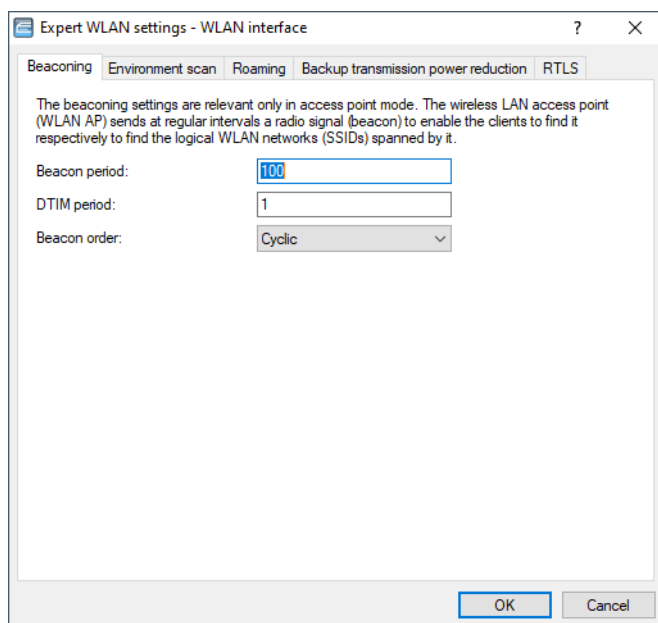 Expert WLAN settings - WLAN interface
?
Beaconing
Environment scan
Roaming
Backup transmission power reduction
RTLS
The beaconing settings are relevant only in access point mode. The wireless LAN access point
(WLAN AP) sends at regular intervals a radio signal (beacon) to enable the clients to find it
respectively to find the logical WLAN networks (SSIDs) spanned by it.
Beacon period: 100
DTIM period: 1
Beacon order: Cyclic
OK
Cancel